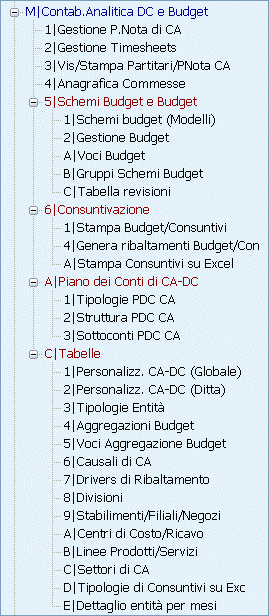 M|Contab.Analitica DC e Budget
1|Gestione P.Nota di CA
2|Gestione Timesheets
3|Vis/Stampa Partitari/PNota CA
4|Anagrafica Commesse
5|Schemi Budget e Budget
1|Schemi budget (Modelli)
2|Gestione Budget
A|Voci Budget
B|Gruppi Schemi Budget
C|Tabella revisioni
6|Consuntivazione
1|Stampa Budget/Consuntivi
4|Genera ribaltamenti Budget/Con
A|Stampa Consuntivi su Excel
A|Piano dei Conti di CA-DC
1|Tipologie PDC CA
2|Struttura PDC CA
3|Sottoconti PDC CA
C|Tabelle
1|Personalizz. CA-DC (Globale)
2|Personalizz. CA-DC (Ditta)
3|Tipologie Entità
4|Aggregazioni Budget
5|Voci Aggregazione Budget
6|Causali di CA
7|Drivers di Ribaltamento
8|Divisioni
9|Stabilimenti/Filiali/Negozi
A|Centri di Costo/Ricavo
B|Linee Prodotti/Servizi
C|Settori di CA
D|Tipologie di Consuntivi su Exc
E|Dettaglio entità per mesi